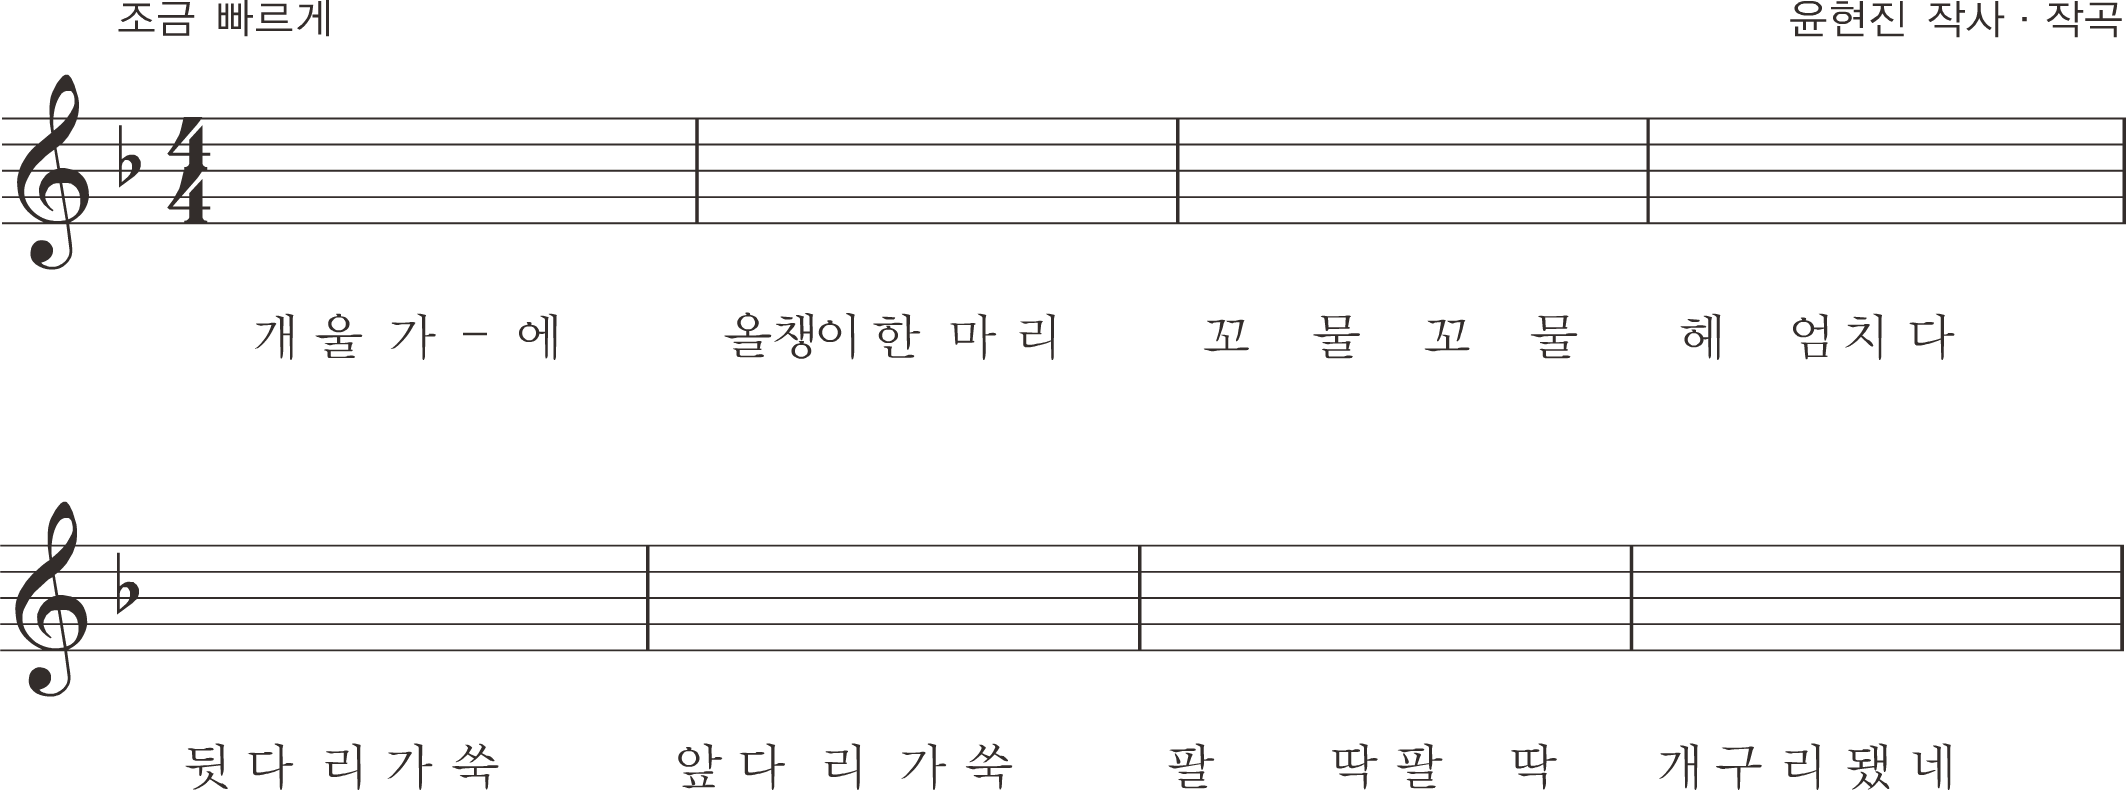 조금 빠르게 윤현진 작사 · 작곡
4
4
개 울 가 - 에 올챙이 한 마 리 꼬 물 꼬 물 헤 엄 치 다
뒷 다 리 가 쑥 앞 다 리 가 쑥 팔 딱 팔 딱 개 구 리 됐 네